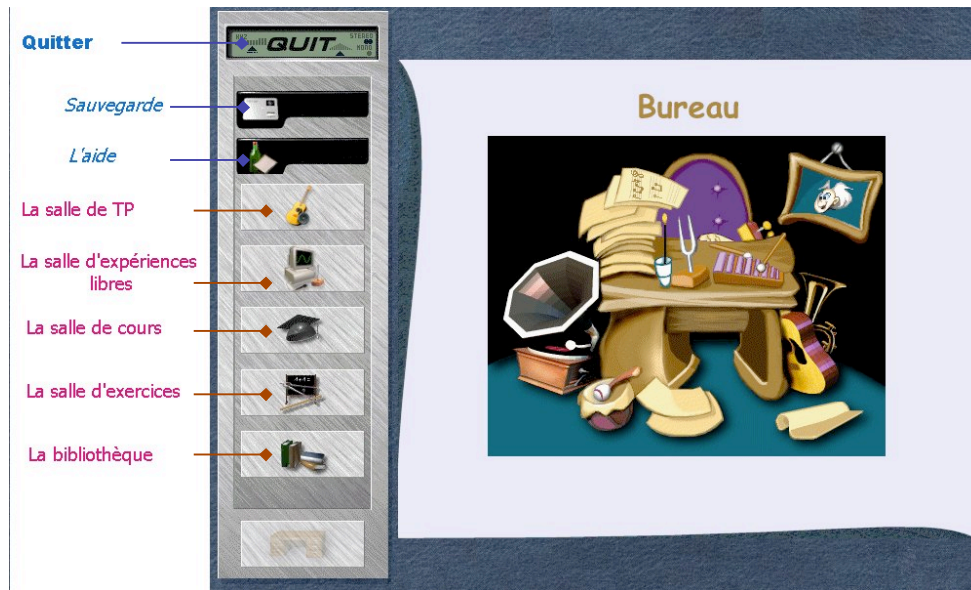 Quitter
QUIT
STEREO
MONO
Sauvegarde
L'aide
La salle de TP
La salle d'expériences
libres
La salle de cours
La salle d'exercices
La bibliothèque
Bureau